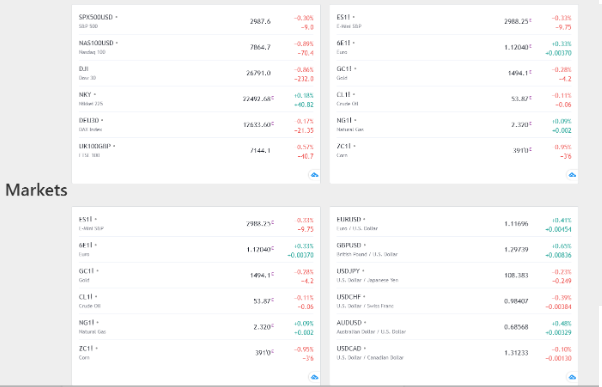 SPX500USD 2987.6 -0.30%
S&P 500 -9.0
NAS100USD 7864.7 -0.89%
Nasdaq 100 -70.4
DJI 26791.0 -0.86%
Dow 30 -232.0
NKY 22492.68 +0.18%
Nikkei 225 +40.82
DEU30 12633.60 -0.17%
DAX Index -21.35
UK100GBP 7144.1 0.57%
FTSE 100 -40.7
ES1! 2988.25 -0.33%
E-Mini S&P -9.75
6E1! 1.12040 +0.33%
Euro +0.00370
GC1! 1494.1 -0.28%
Gold -4.2
CL1! 53.87 -0.11%
Crude Oil -0.06
NG1! 2.320 +0.09%
Natural Gas +0.002
ZC1! 391'0 -0.95%
Corn -3'6
Markets
ES1! 2988.25 0.33%
E-Mini S&P -9.75
6E1! 1.12040 +0.33%
Euro +0.00370
GC1! 1494.1 -0.28%
Gold -4.2
CL1! 53.87 -0.11%
Crude Oil -0.06
NG1! 2.320 +0.09%
Natural Gas +0.002
ZC1! 391'0 -0.95%
Corn -3'6
EURUSD 1.11696 +0.41%
Euro / U.S. Dollar +0.00454
GBPUSD 1.29739 +0.65%
British Pound / U.S. Dollar +0.00836
USDJPY 108.383 -0.23%
U.S. Dollar / Japanese Yen -0.249
USDCHF 0.98407 -0.39%
U.S. Dollar / Swiss Franc -0.00384
AUDUSD 0.68568 +0.48%
Australian Dollar / U.S. Dollar +0.00329
USDCAD 1.31233 -0.10%
U.S. Dollar / Canadian Dollar -0.00130